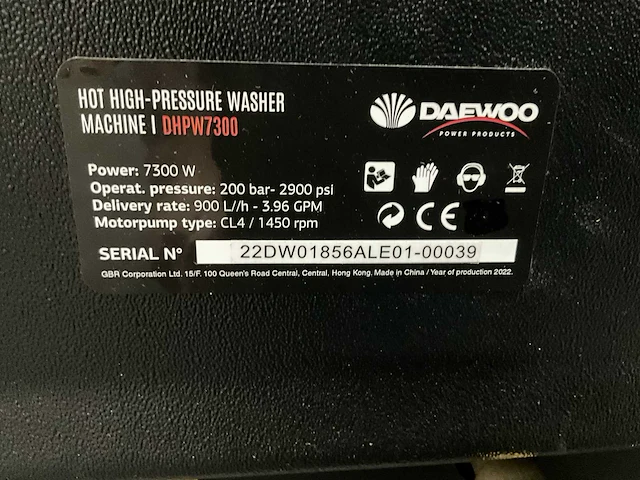 HOT HIGH-PRESSURE WASHER
MACHINE | DHPW7300
DAEWOO
POWER PRODUCTS
Power: 7300 W
Operat. pressure: 200 bar- 2900 psi
Delivery rate: 900 L//h - 3.96 GPM
Motorpump type: CL4 / 1450 rpm
CE
SERIAL N° 22DW01856ALE01-00039
GBR Corporation Ltd. 15/F. 100 Queen's Road Central, Central, Hong Kong. Made in China / Year of production 2022.